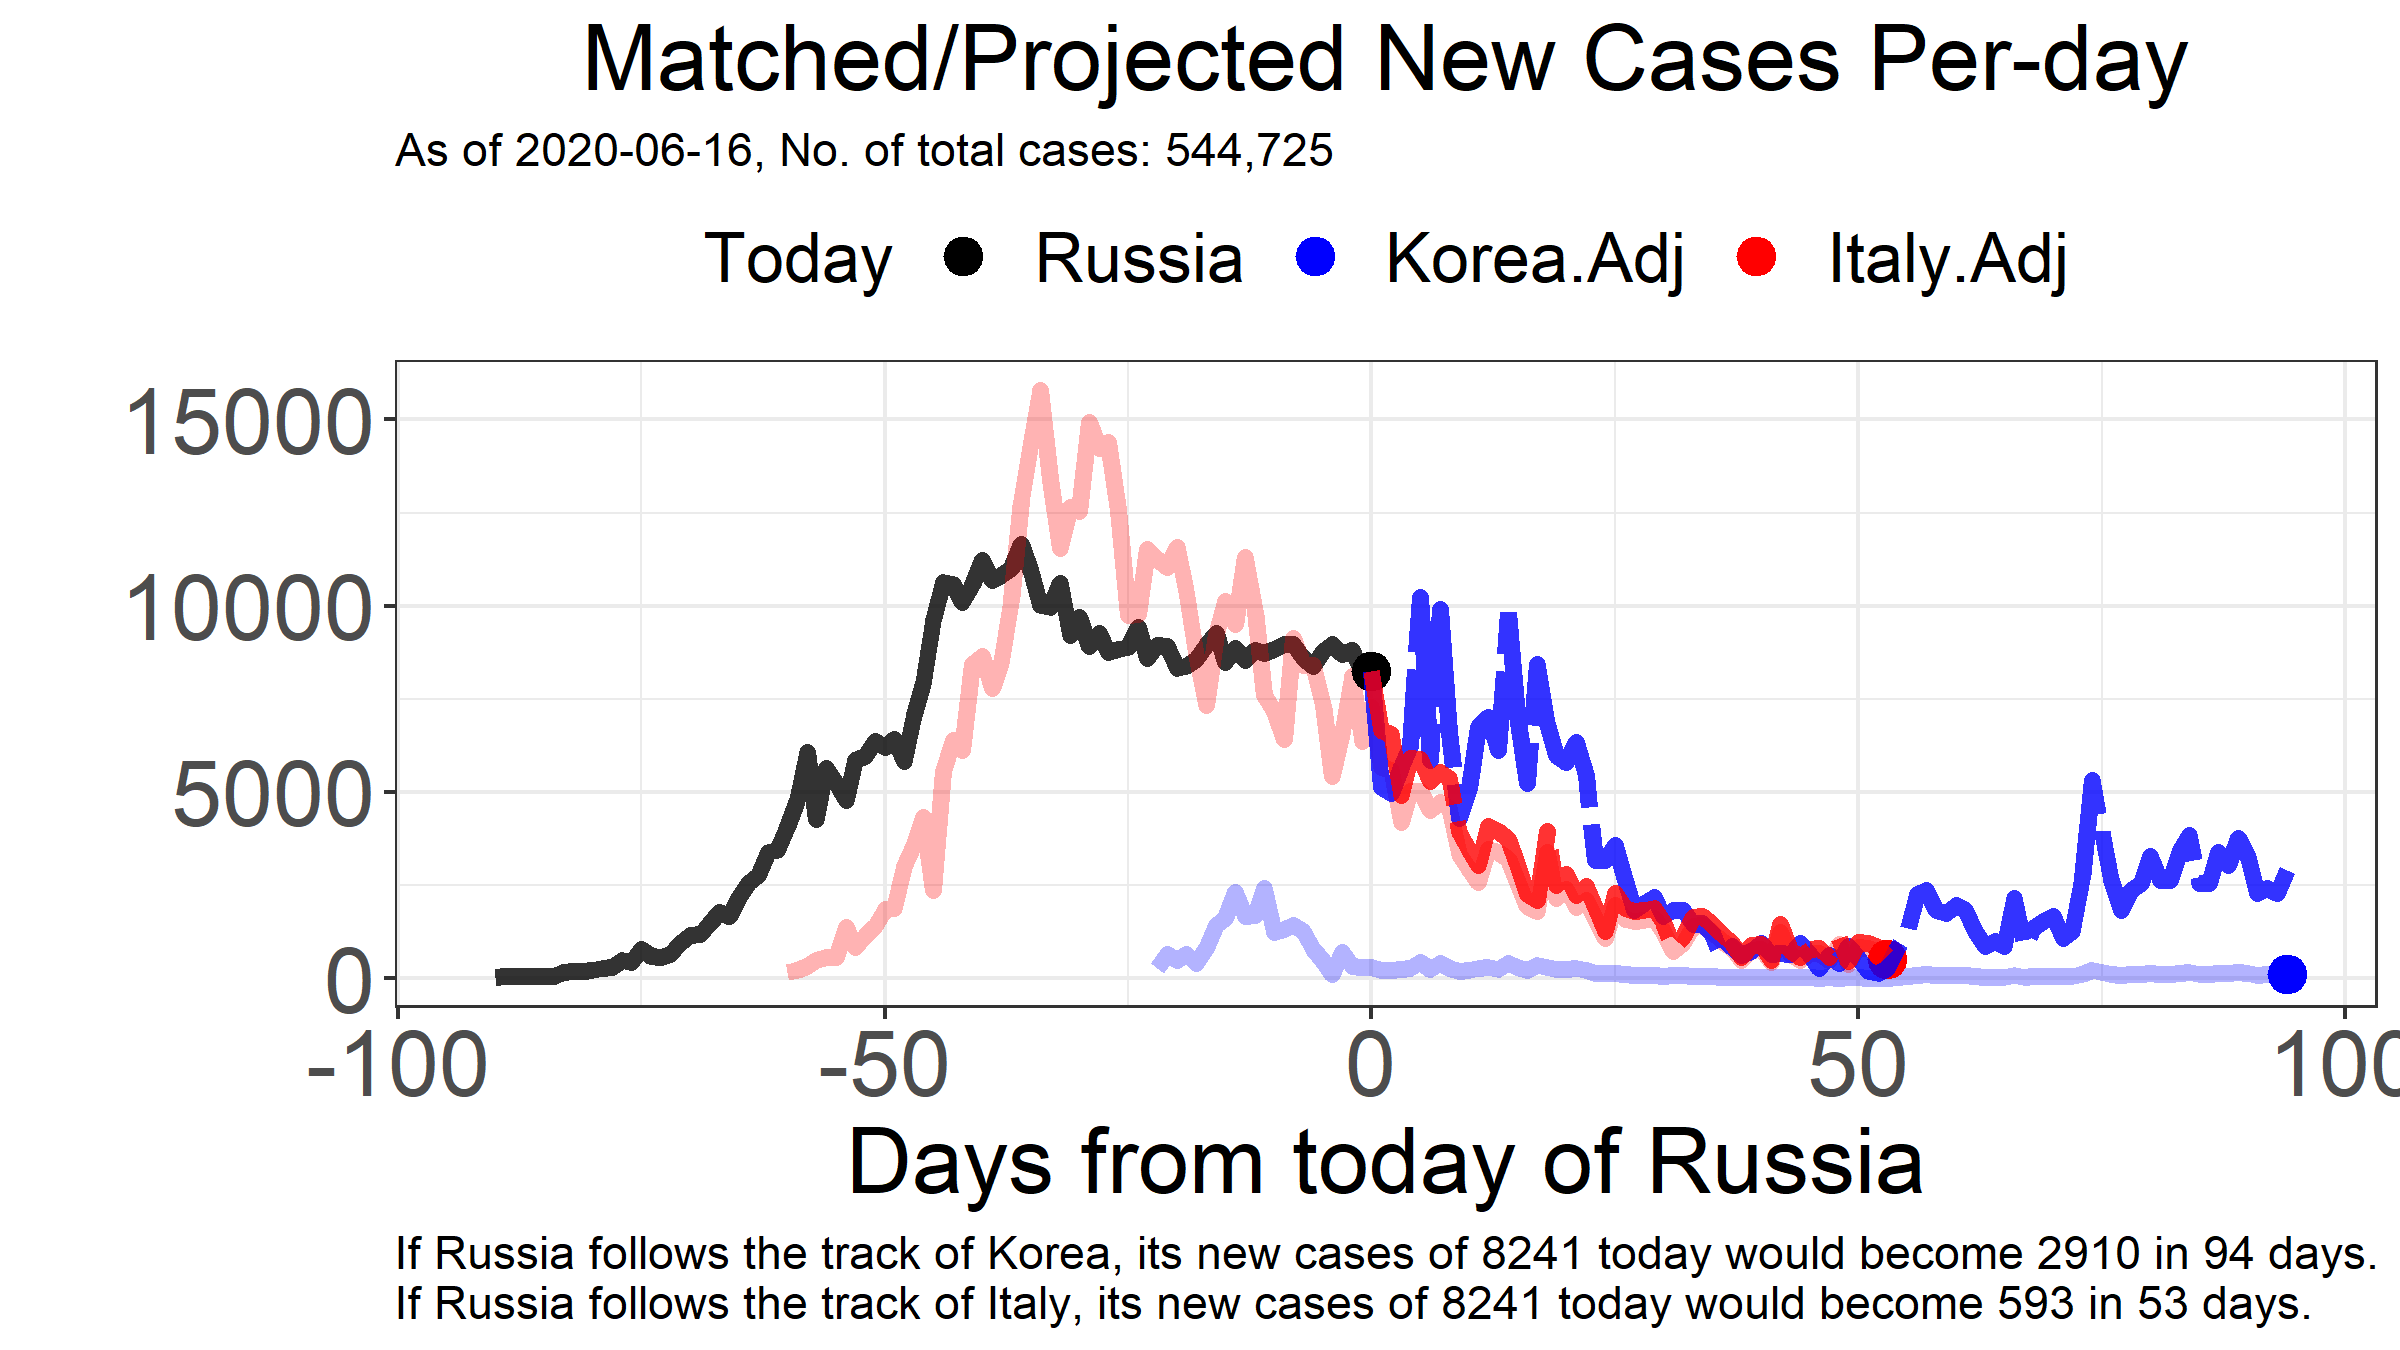 Matched/Projected New Cases Per-day
As of 2020-06-16, No. of total cases: 544,725
Today Russia Korea.Adj Italy.Adj
15000
10000
5000
0
-100 -50 0 50 100
Days from today of Russia
If Russia follows the track of Korea, its new cases of 8241 today would become 2910 in 94 days.
If Russia follows the track of Italy, its new cases of 8241 today would become 593 in 53 days.